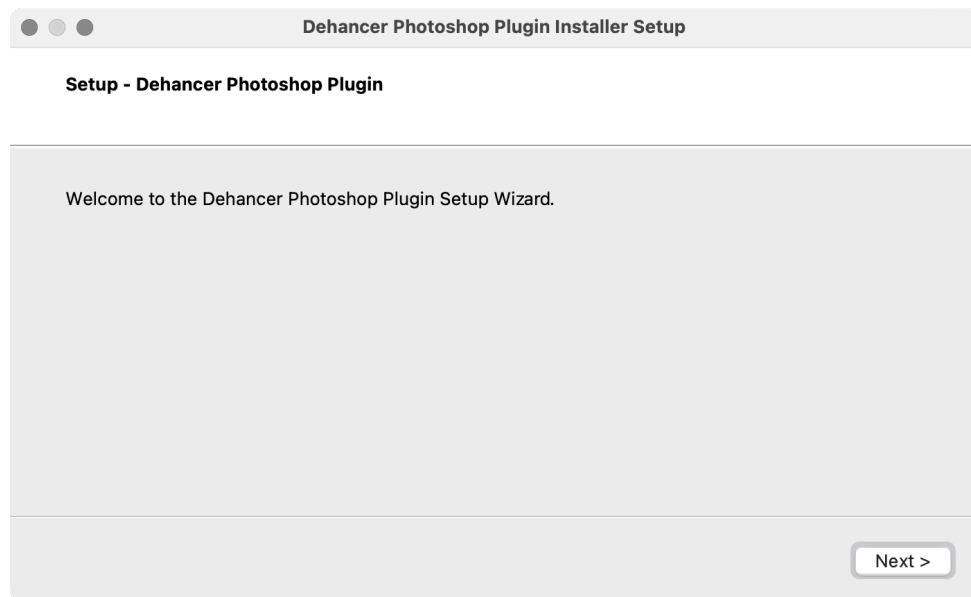 Dehancer Photoshop Plugin Installer Setup
Setup - Dehancer Photoshop Plugin
Welcome to the Dehancer Photoshop Plugin Setup Wizard.
Next >